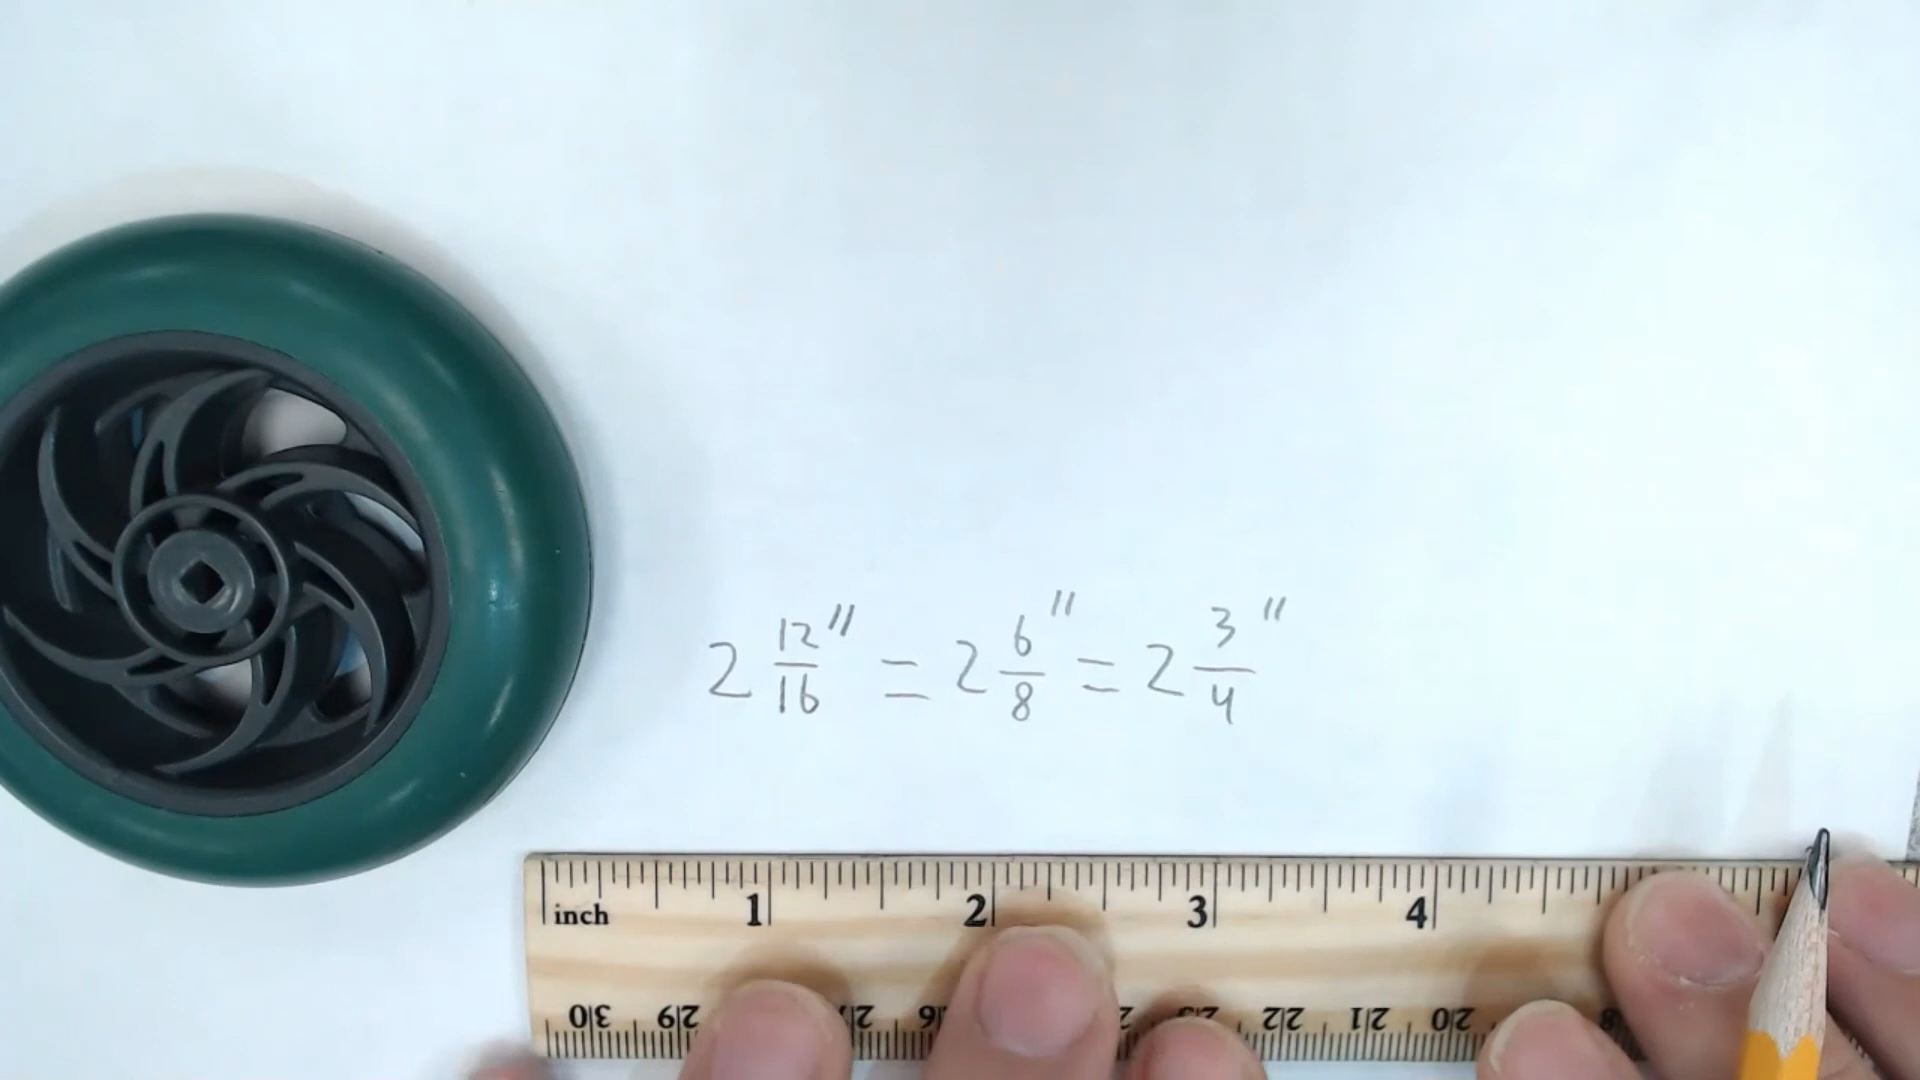 2 12/16" = 2 6/8" = 2 3/4"
inch 1 2 3 4
30 29 22 21 20